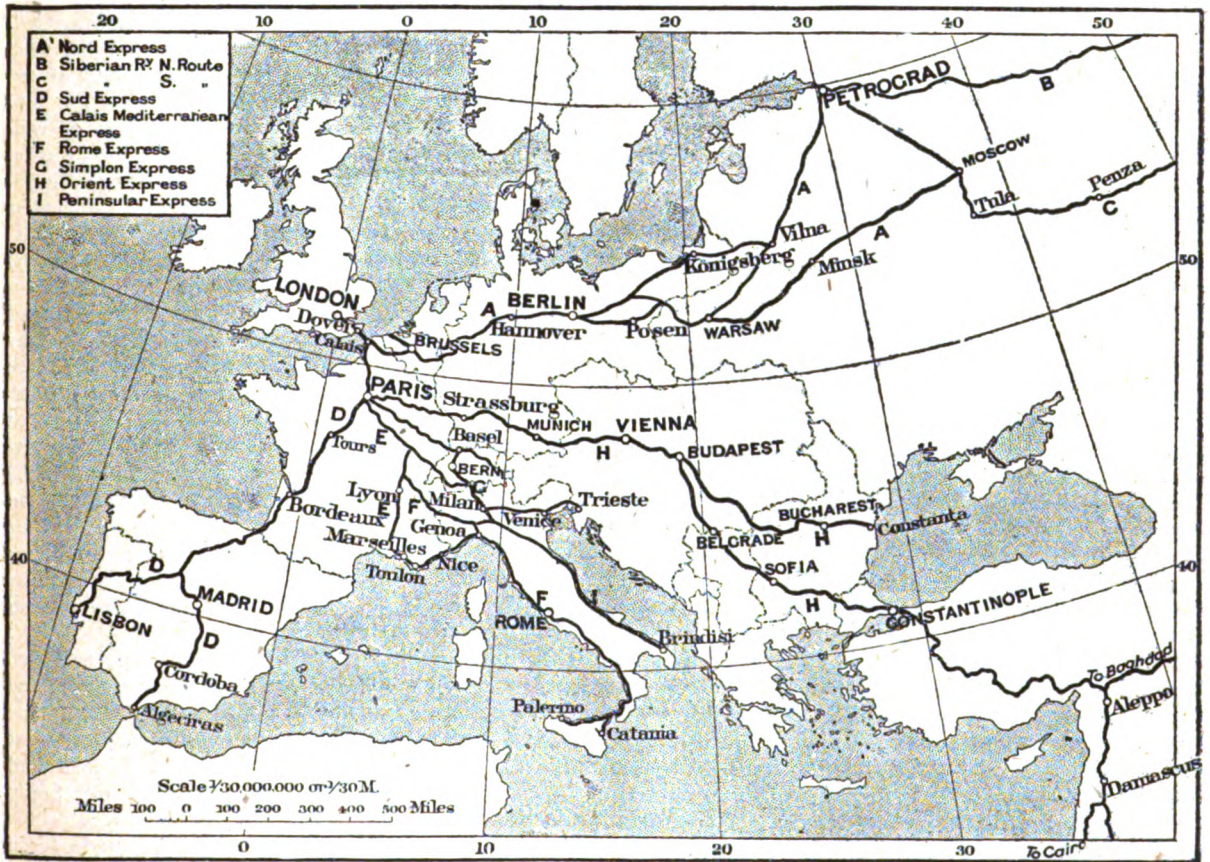 20 10 0 10 20 30 40 50
A Nord Express
B Siberian Ry N. Route
C " S. "
D Sud Express
E Calais Mediterranean
Express
F Rome Express
G Simplon Express
H Orient Express
I Peninsular Express
PETROGRAD
B
MOSCOW
Penza
Tula
C
A
A
Vilna
Königsberg
Minsk
50
50
LONDON
Dover
Calais
BRUSSELS
A
BERLIN
Hannover
Posen
WARSAW
PARIS
Strassburg
MUNICH
VIENNA
H
BUDAPEST
D
Tours
E
Basel
BERN
G
Lyon
E
F
Milan
Trieste
Venice
Bordeaux
Genoa
Marseilles
Nice
Toulon
BUCHAREST
H
Constanta
BELGRADE
SOFIA
H
CONSTANTINOPLE
40
40
D
MADRID
LISBON
D
Cordoba
Algeciras
F
ROME
I
Brindisi
Palermo
Catania
To Baghdad
Aleppo
Damascus
To Cairo
Scale 1/30,000,000 or 1/30 M.
Miles 100 0 100 200 300 400 500 Miles
0 10 20 30